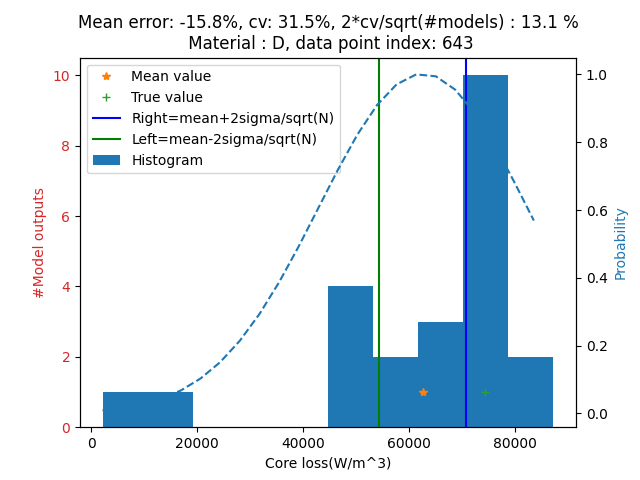 Mean error: -15.8%, cv: 31.5%, 2*cv/sqrt(#models) : 13.1 %
Material : D, data point index: 643
Mean value
True value
Right=mean+2sigma/sqrt(N)
Left=mean-2sigma/sqrt(N)
Histogram
#Model outputs
10
8
6
4
2
0
1.0
0.8
0.6
0.4
0.2
0.0
Probability
0 20000 40000 60000 80000
Core loss(W/m^3)